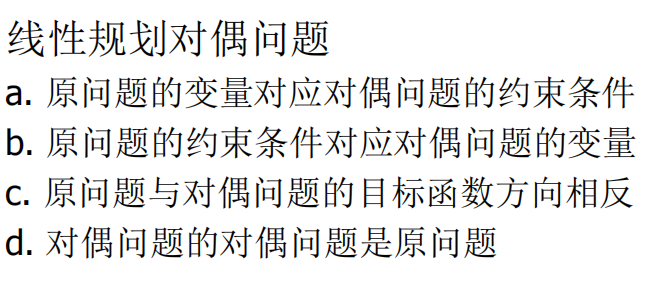 线性规划对偶问题
a. 原问题的变量对应对偶问题的约束条件
b. 原问题的约束条件对应对偶问题的变量
c. 原问题与对偶问题的目标函数方向相反
d. 对偶问题的对偶问题是原问题